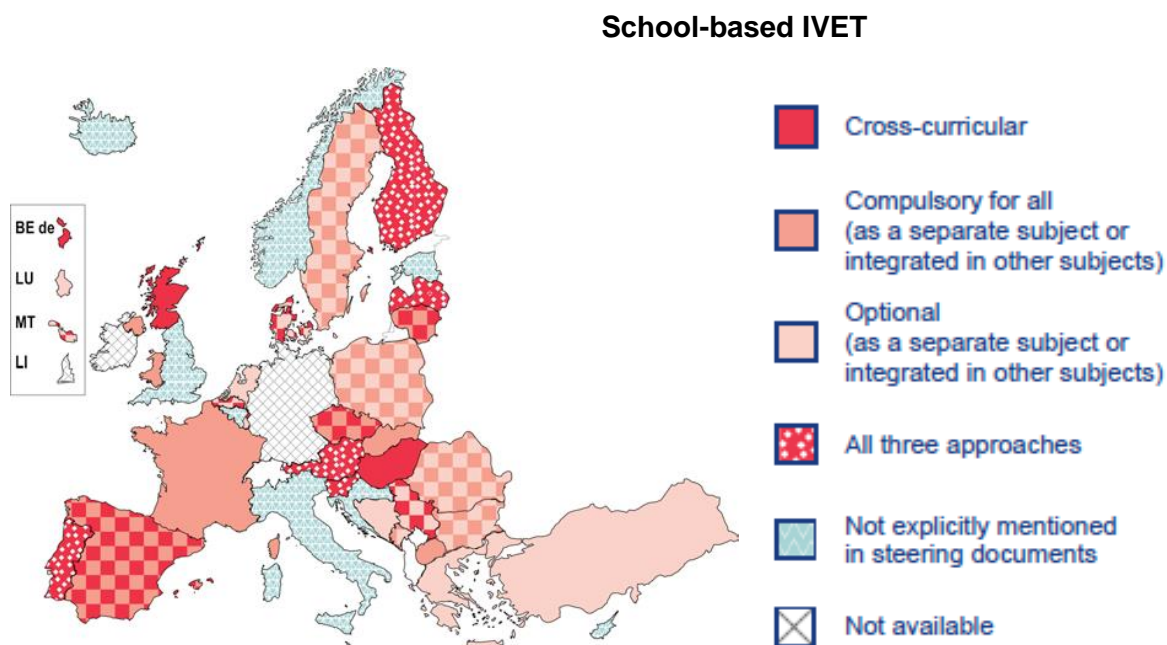 School-based IVET
BE de
LU
MT
LI
Cross-curricular
Compulsory for all
(as a separate subject or
integrated in other subjects)
Optional
(as a separate subject or
integrated in other subjects)
All three approaches
Not explicitly mentioned
in steering documents
Not available